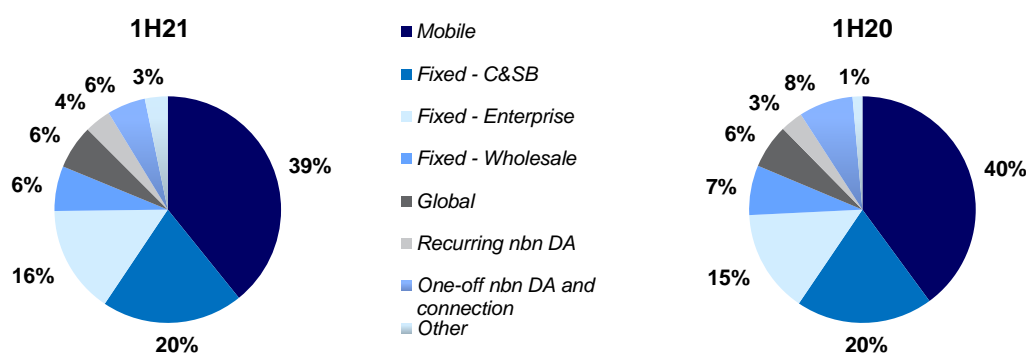 1H21
39%
20%
16%
6%
6%
4%
6%
3%
Mobile
Fixed - C&SB
Fixed - Enterprise
Fixed - Wholesale
Global
Recurring nbn DA
One-off nbn DA and
connection
Other
1H20
40%
20%
15%
7%
6%
3%
8%
1%